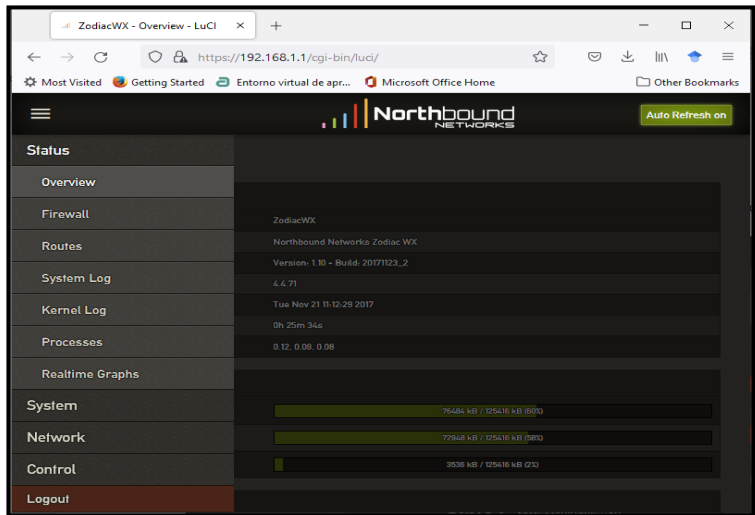 ZodiacWX - Overview - LuCI
https://192.168.1.1/cgi-bin/luci/
Most Visited Getting Started Entorno virtual de apr... Microsoft Office Home Other Bookmarks
Northbound
NETWORKS
Auto Refresh on
Status
Overview
Firewall
ZodiacWX
Routes
Northbound Networks Zodiac WX
Version: 1.10 - Build: 20171123_2
System Log
4.4.71
Kernel Log
Tue Nov 21 11:12:29 2017
0h 25m 34s
Processes
0.12, 0.09, 0.08
Realtime Graphs
System
76484 kB / 125416 kB (60%)
Network
72948 kB / 125416 kB (58%)
Control
3536 kB / 125416 kB (2%)
Logout